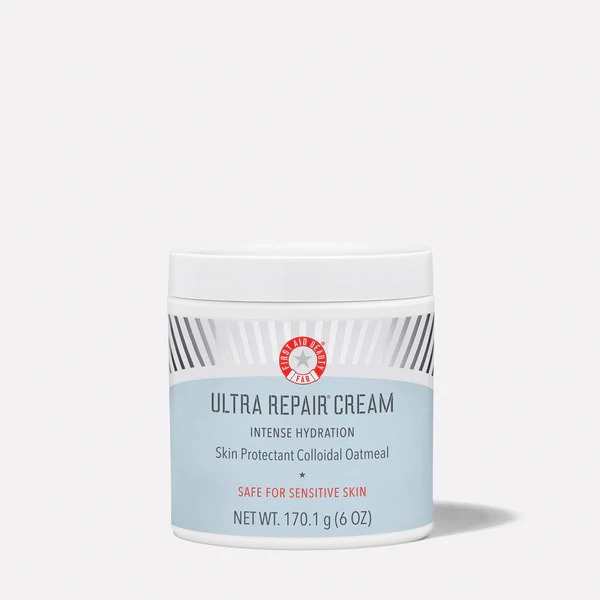 FIRST AID BEAUTY®
FAB
ULTRA REPAIR® CREAM
INTENSE HYDRATION
Skin Protectant Colloidal Oatmeal
SAFE FOR SENSITIVE SKIN
NET WT. 170.1 g (6 OZ)